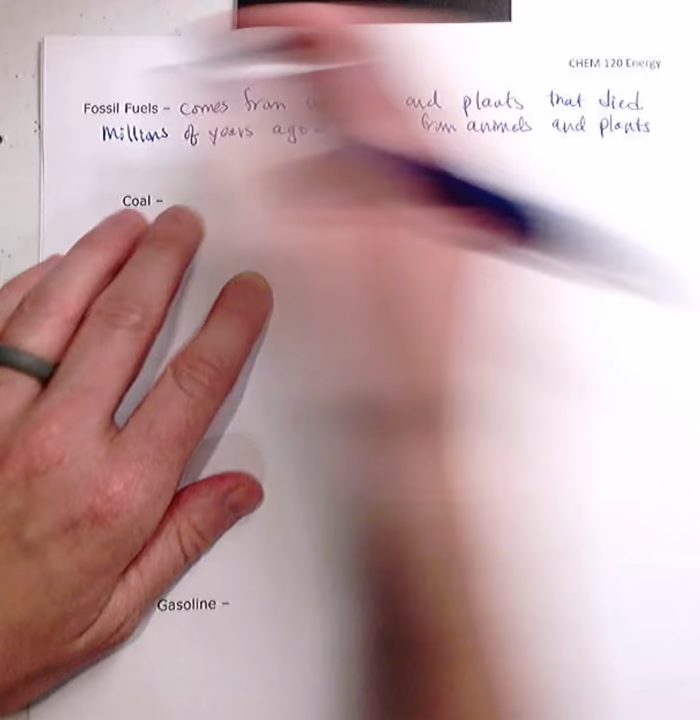 CHEM 120 Energy
Fossil Fuels – comes from and plants that died
Millions of years ago from animals and plants
Coal –
Gasoline –